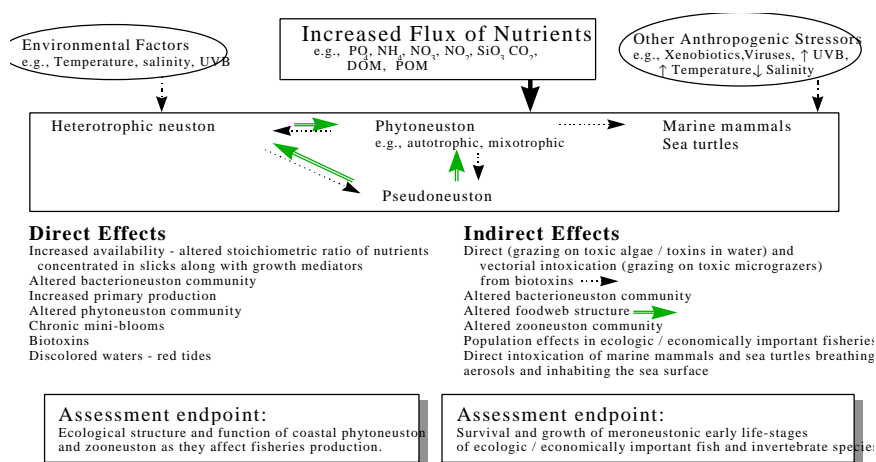 Environmental Factors
e.g., Temperature, salinity, UVB
Increased Flux of Nutrients
e.g., PO4, NH4, NO3, NO2, SiO3 CO2,
DOM, POM
Other Anthropogenic Stressors
e.g., Xenobiotics,Viruses, ↑ UVB,
↑ Temperature,↓ Salinity
Heterotrophic neuston
Phytoneuston
e.g., autotrophic, mixotrophic
Marine mammals
Sea turtles
Pseudoneuston
Direct Effects
Increased availability - altered stoichiometric ratio of nutrients
concentrated in slicks along with growth mediators
Altered bacterioneuston community
Increased primary production
Altered phytoneuston community
Chronic mini-blooms
Biotoxins
Discolored waters - red tides
Indirect Effects
Direct (grazing on toxic algae / toxins in water) and
vectorial intoxication (grazing on toxic micrograzers)
from biotoxins
Altered bacterioneuston community
Altered foodweb structure
Altered zooneuston community
Population effects in ecologic / economically important fisheries
Direct intoxication of marine mammals and sea turtles breathing
aerosols and inhabiting the sea surface
Assessment endpoint:
Ecological structure and function of coastal phytoneuston
and zooneuston as they affect fisheries production.
Assessment endpoint:
Survival and growth of meroneustonic early life-stages
of ecologic / economically important fish and invertebrate species